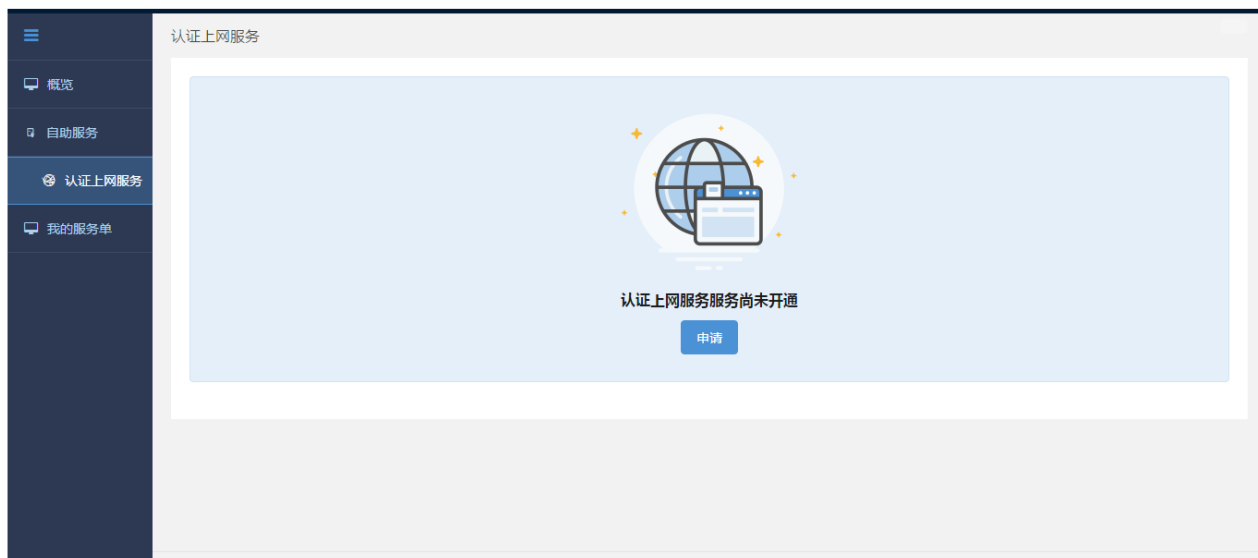 认证上网服务
概览
自助服务
认证上网服务
我的服务单
认证上网服务服务尚未开通
申请